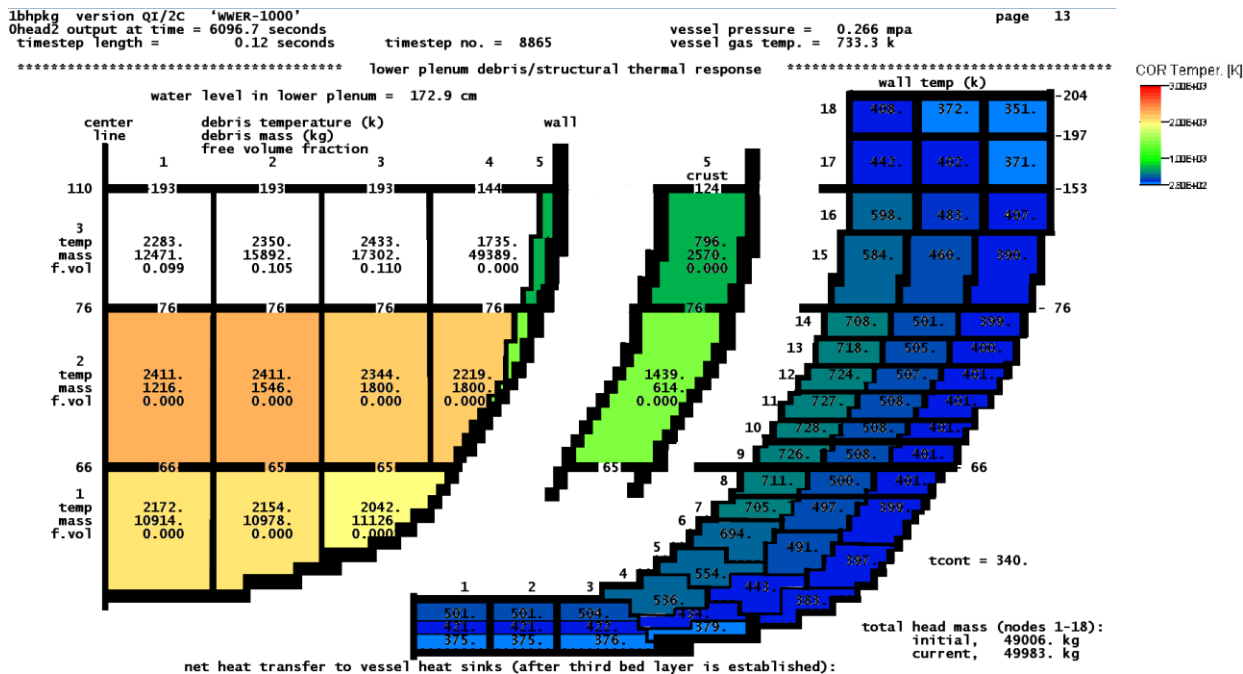 1bhpkg version QI/2C ‘WWER-1000’ page 13
0head2 output at time = 6096.7 seconds vessel pressure = 0.266 mpa
timestep length = 0.12 seconds timestep no. = 8865 vessel gas temp. = 733.3 k
************************************** lower plenum debris/structural thermal response **************************************
water level in lower plenum = 172.9 cm
center line
debris temperature (k)
debris mass (kg)
free volume fraction
wall
1 2 3 4 5
110 193 193 193 144
3
temp 2283. 2350. 2433. 1735.
mass 12471. 15892. 17302. 49389.
f.vol 0.099 0.105 0.110 0.000
76 76 76 76 76
2
temp 2411. 2411. 2344. 2219.
mass 1216. 1546. 1800. 1800.
f.vol 0.000 0.000 0.000 0.000
66 66 65 65
1
temp 2172. 2154. 2042.
mass 10914. 10978. 11126
f.vol 0.000 0.000 0.000
5
crust
124
796.
2570.
0.000
76
1439.
614.
0.000
65
wall temp (k)
-204
18 408. 372. 351.
-197
17 442. 402. 371.
-153
16 598. 483. 407.
15 584. 460. 390.
- 76
14 708. 501. 399.
13 718. 505. 400.
12 724. 507. 401.
11 727. 508. 401.
10 728. 508. 401.
9 726. 508. 401.
- 66
8 711. 500. 401.
7 705. 497. 399.
6 694. 491. 397.
5 554. 443. 383.
4 536. 434. 379.
1 2 3
501. 501. 504.
421. 421. 422.
375. 375. 376.
tcont = 340.
total head mass (nodes 1-18):
initial, 49006. kg
current, 49983. kg
net heat transfer to vessel heat sinks (after third bed layer is established):
COR Temper. [K]
3.00E+03
2.00E+03
1.00E+03
2.80E+02